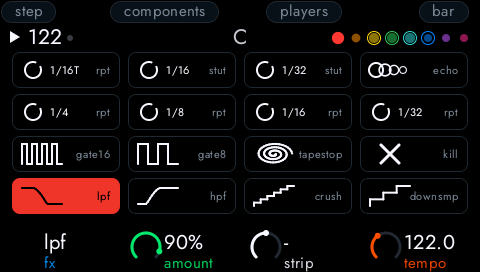 step components players bar
122 C
1/16T rpt 1/16 stut 1/32 stut echo
1/4 rpt 1/8 rpt 1/16 rpt 1/32 rpt
gate16 gate8 tapestop kill
lpf hpf crush downsmp
lpf 90% - 122.0
fx amount strip tempo